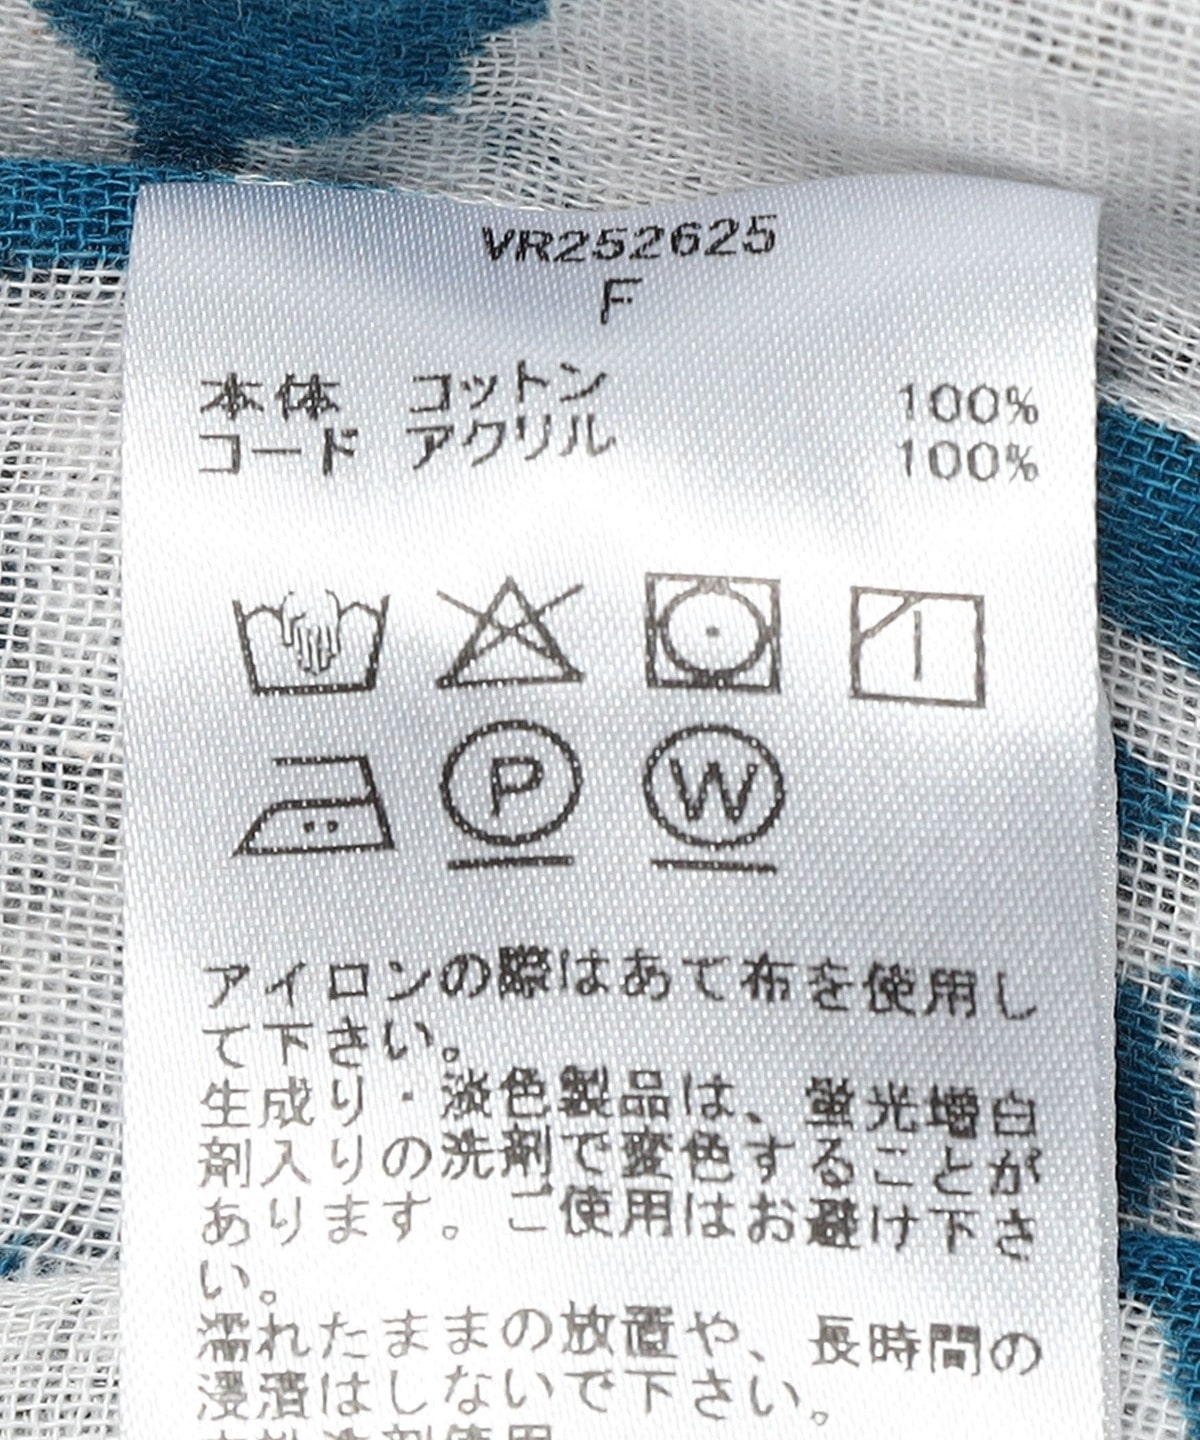 VR252625
F
本体 コットン 100%
コード アクリル 100%
P W
アイロンの際はあて布を使用し
て下さい。
生成り・淡色製品は、蛍光増白
剤入りの洗剤で変色することが
あります。ご使用はお避け下さ
い。
濡れたままの放置や、長時間の
浸漬はしないで下さい。